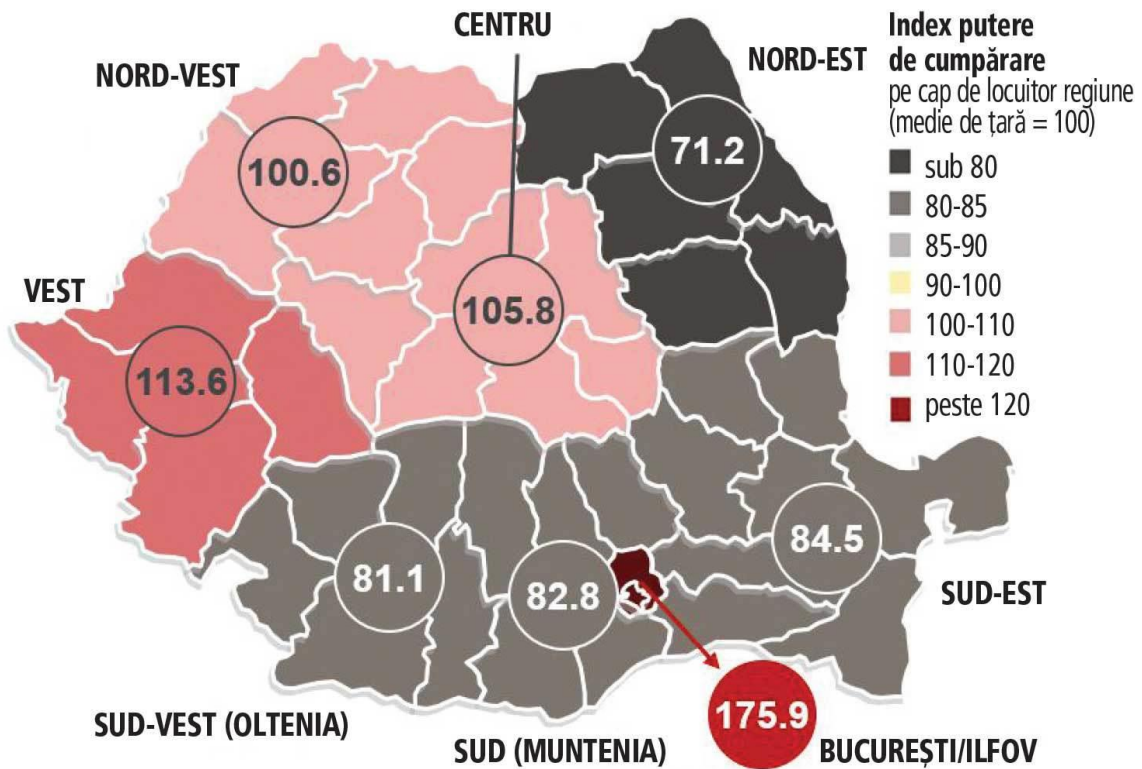 CENTRU
NORD-VEST
NORD-EST
Index putere
de cumpărare
pe cap de locuitor regiune
(medie de țară = 100)
sub 80
80-85
85-90
90-100
100-110
110-120
peste 120
100.6
71.2
VEST
105.8
113.6
81.1
82.8
84.5
SUD-EST
SUD-VEST (OLTENIA)
SUD (MUNTENIA)
175.9
BUCUREȘTI/ILFOV